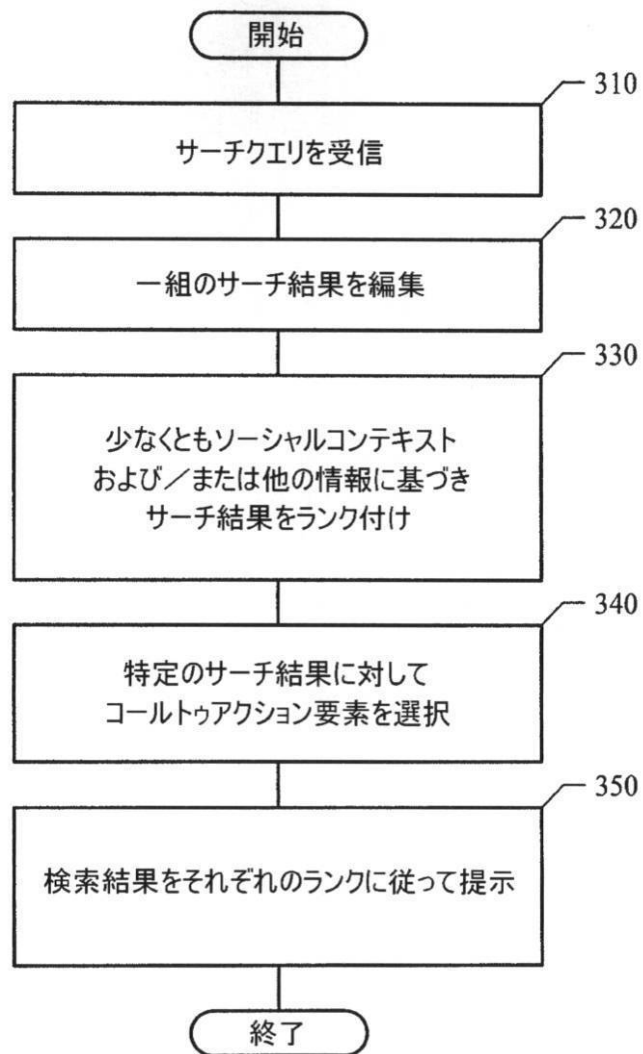 開始
310
サーチクエリを受信
320
一組のサーチ結果を編集
330
少なくともソーシャルコンテキスト
および／または他の情報に基づき
サーチ結果をランク付け
340
特定のサーチ結果に対して
コールトゥアクション要素を選択
350
検索結果をそれぞれのランクに従って提示
終了